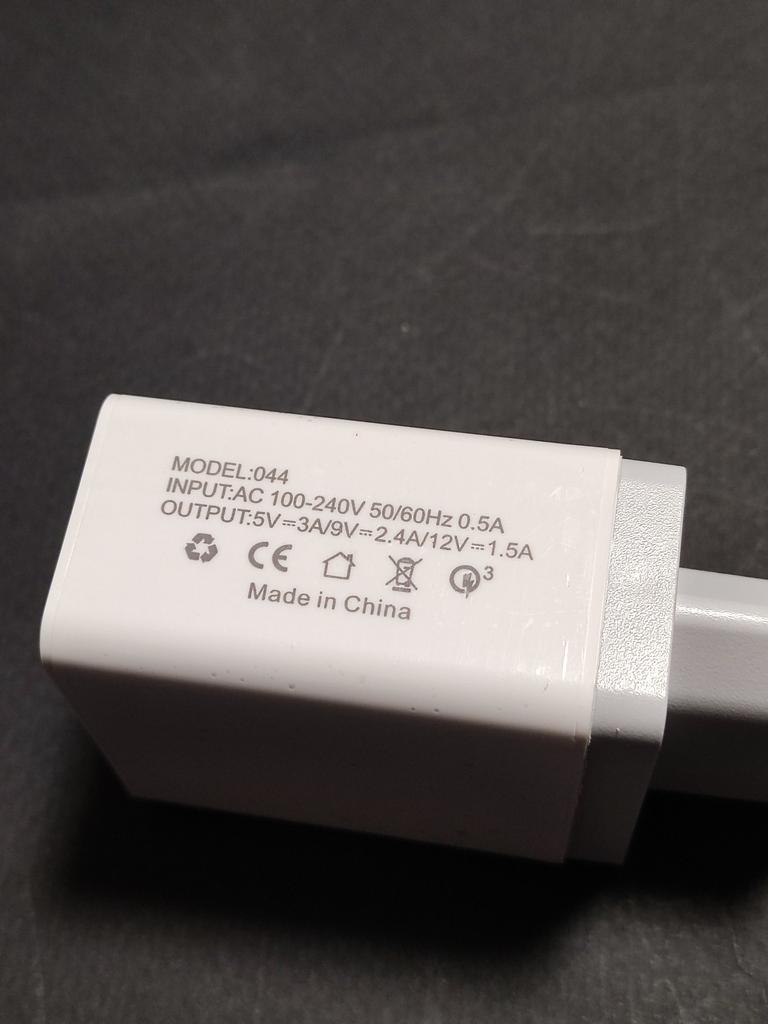 MODEL:044
INPUT:AC 100-240V 50/60Hz 0.5A
OUTPUT:5V⎓3A/9V⎓2.4A/12V⎓1.5A
CE 3
Made in China